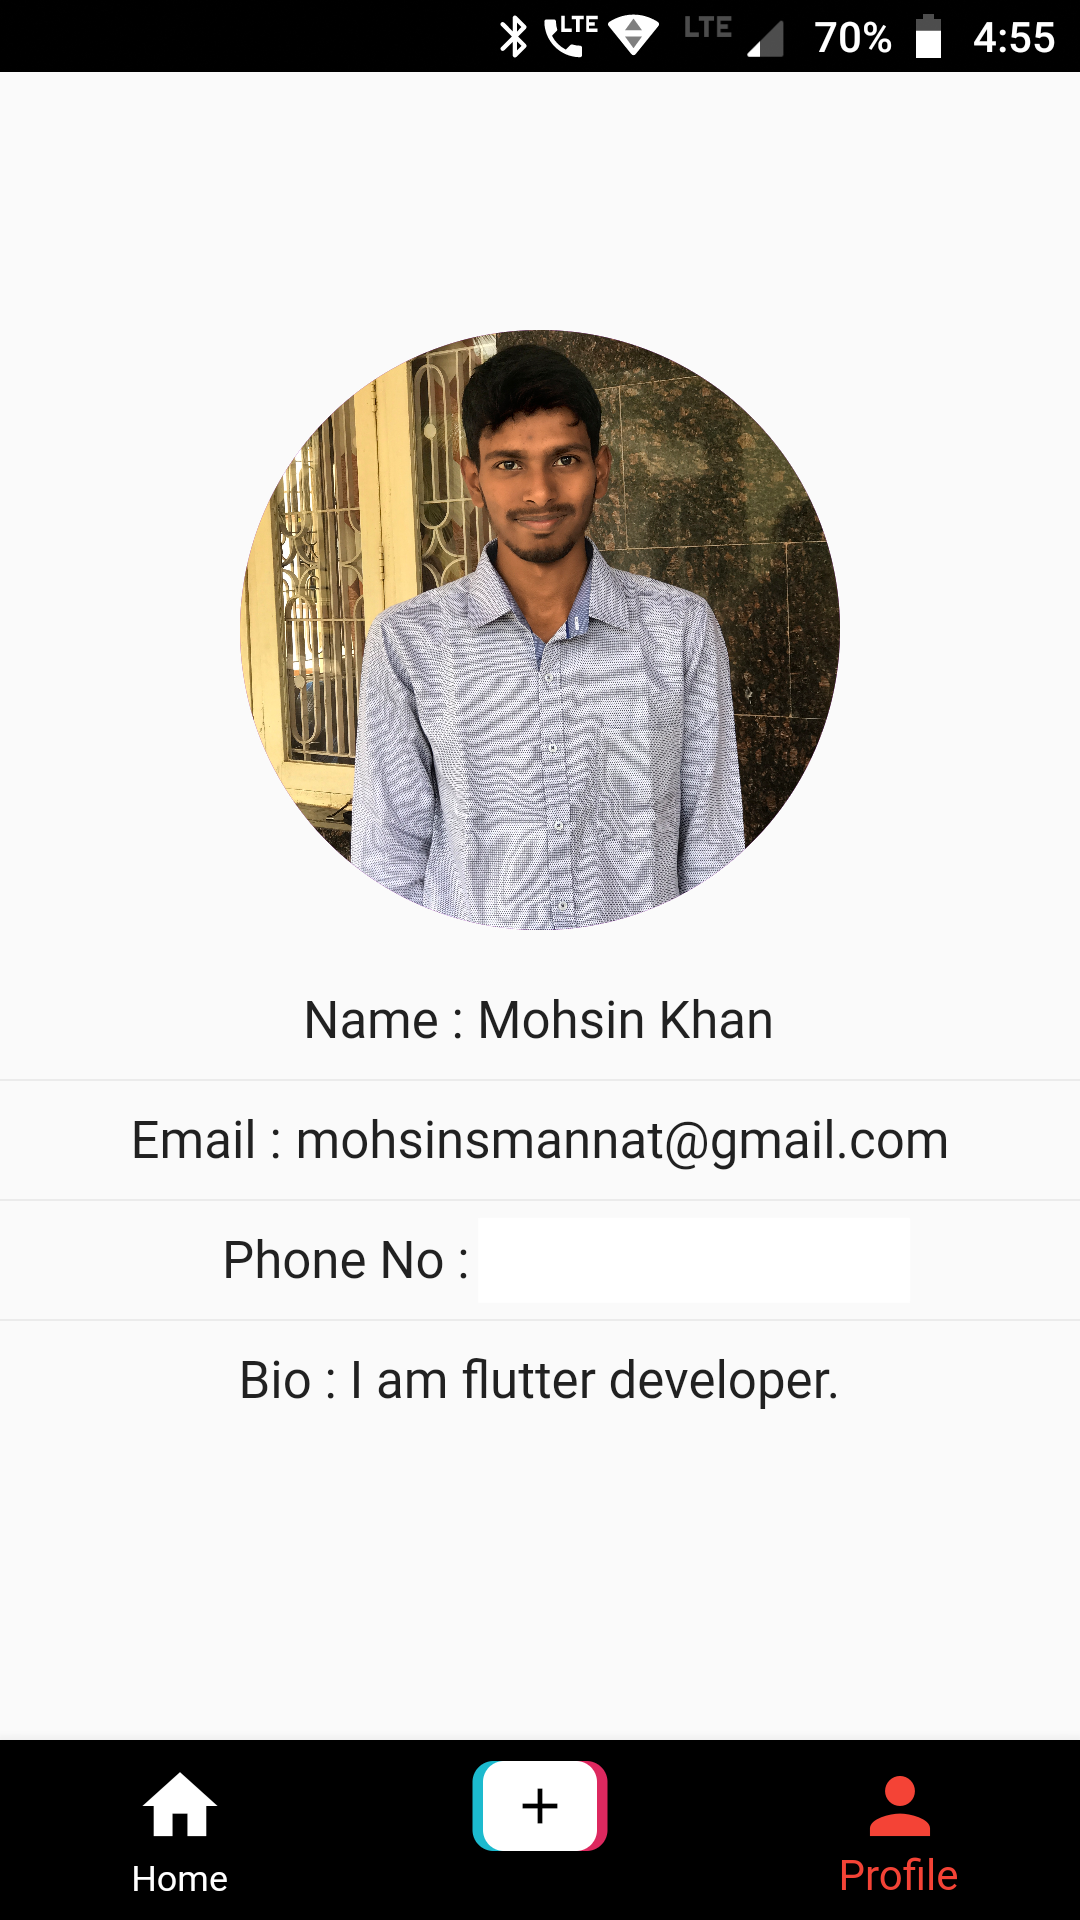 LTE LTE 70% 4:55
Name : Mohsin Khan
Email : mohsinsmannat@gmail.com
Phone No :
Bio : I am flutter developer.
Home Profile